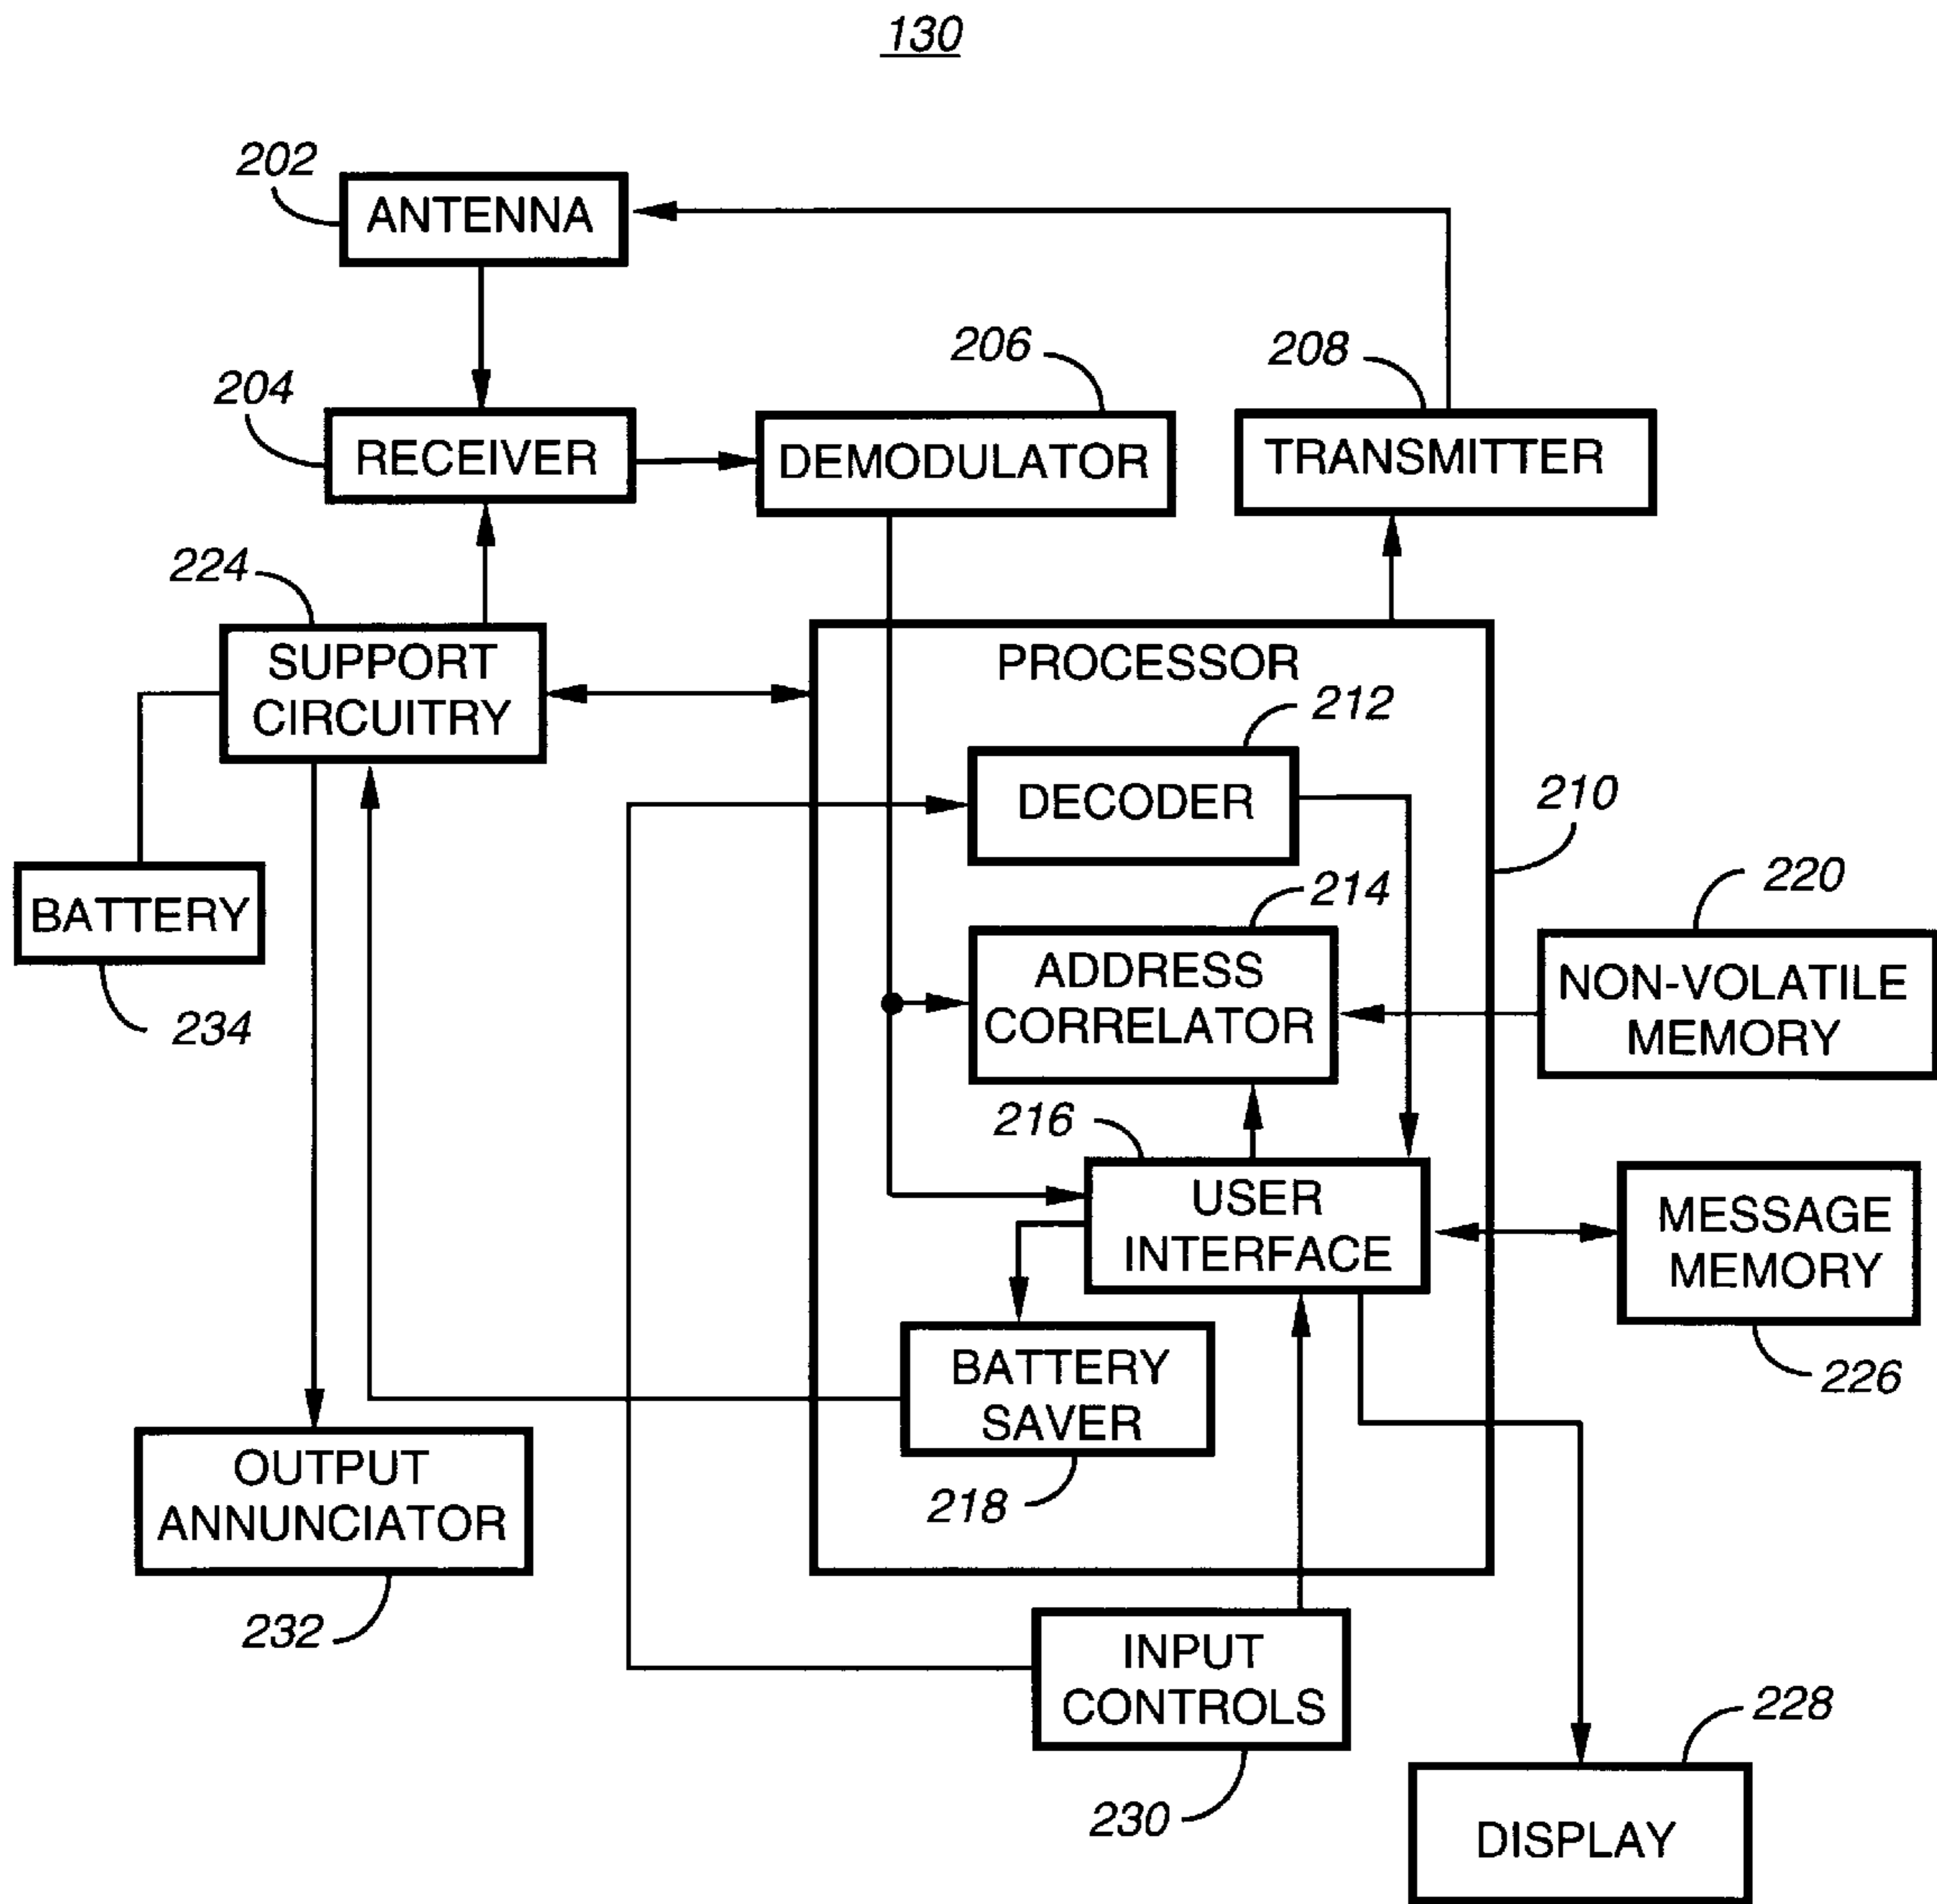 130
202
ANTENNA
206
208
204
RECEIVER
DEMODULATOR
TRANSMITTER
224
SUPPORT
CIRCUITRY
PROCESSOR
212
DECODER
210
BATTERY
234
214
ADDRESS
CORRELATOR
220
NON-VOLATILE
MEMORY
216
USER
INTERFACE
MESSAGE
MEMORY
226
BATTERY
SAVER
218
OUTPUT
ANNUNCIATOR
232
INPUT
CONTROLS
230
228
DISPLAY